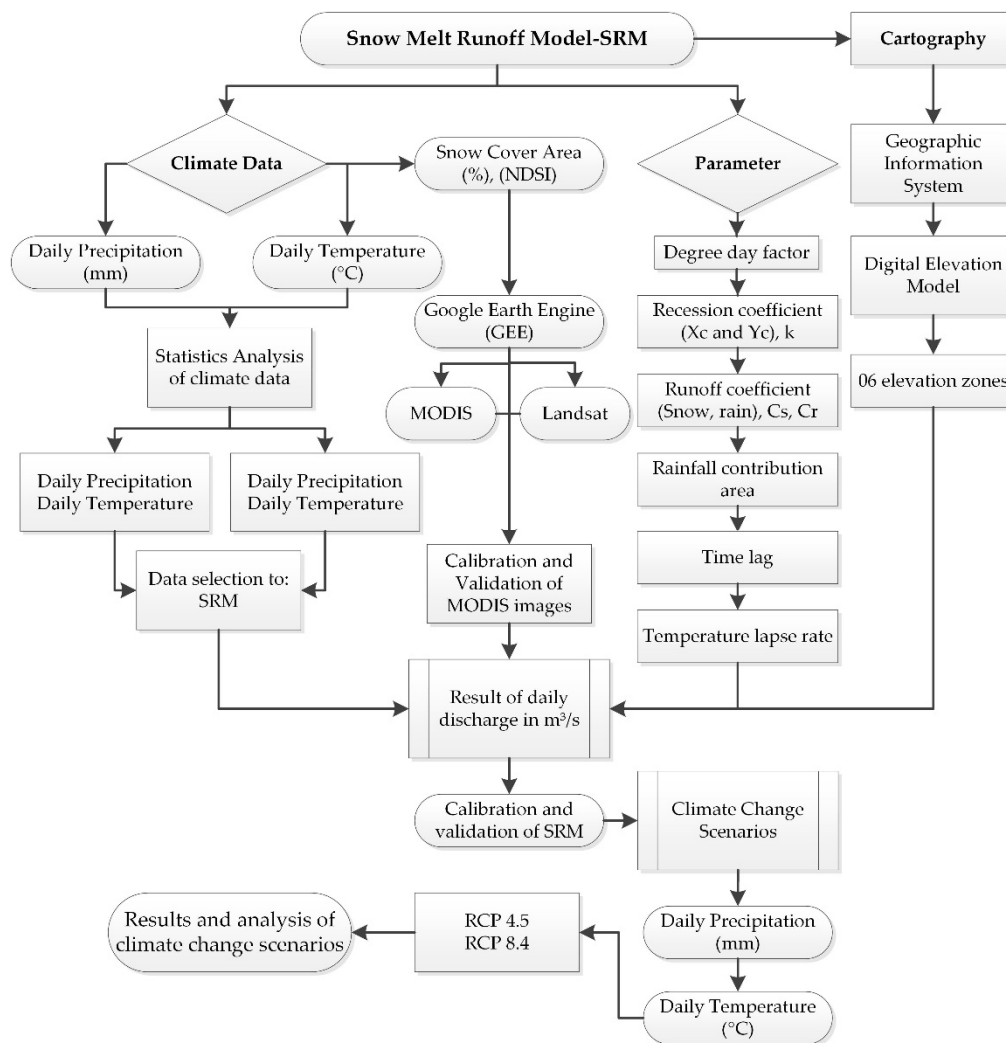 Snow Melt Runoff Model-SRM
Cartography
Climate Data
Snow Cover Area
(%), (NDSI)
Parameter
Geographic
Information
System
Daily Precipitation
(mm)
Daily Temperature
(°C)
Degree day factor
Digital Elevation
Model
Google Earth Engine
(GEE)
Recession coefficient
(Xc and Yc), k
Statistics Analysis
of climate data
MODIS
Landsat
Runoff coefficient
(Snow, rain), Cs, Cr
06 elevation zones
Daily Precipitation
Daily Temperature
Daily Precipitation
Daily Temperature
Rainfall contribution
area
Data selection to:
SRM
Calibration and
Validation of
MODIS images
Time lag
Temperature lapse rate
Result of daily
discharge in m³/s
Calibration and
validation of SRM
Climate Change
Scenarios
Results and analysis of
climate change scenarios
RCP 4.5
RCP 8.4
Daily Precipitation
(mm)
Daily Temperature
(°C)